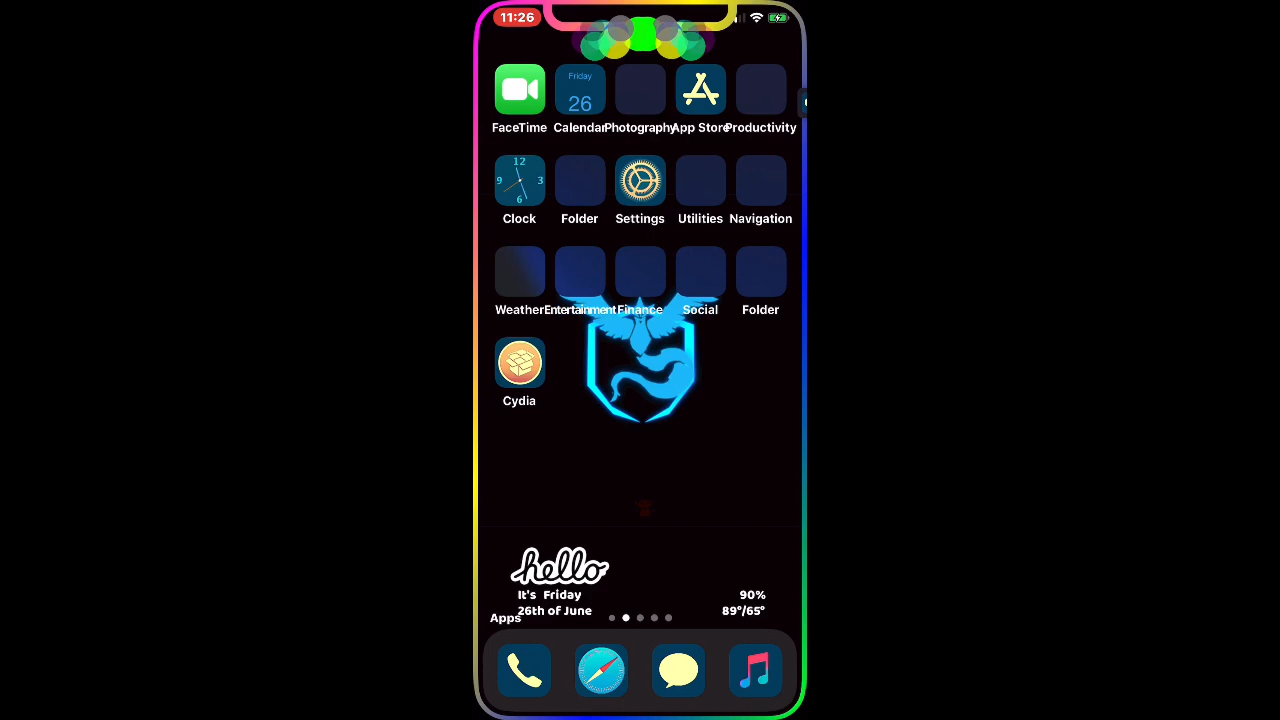 11:26
Friday
26
FaceTime Calendar Photography App Store Productivity
12
9 3
6
Clock Folder Settings Utilities Navigation
Weather Entertainment Finance Social Folder
Cydia
hello
It's Friday 90%
26th of June 89°/65°
Apps